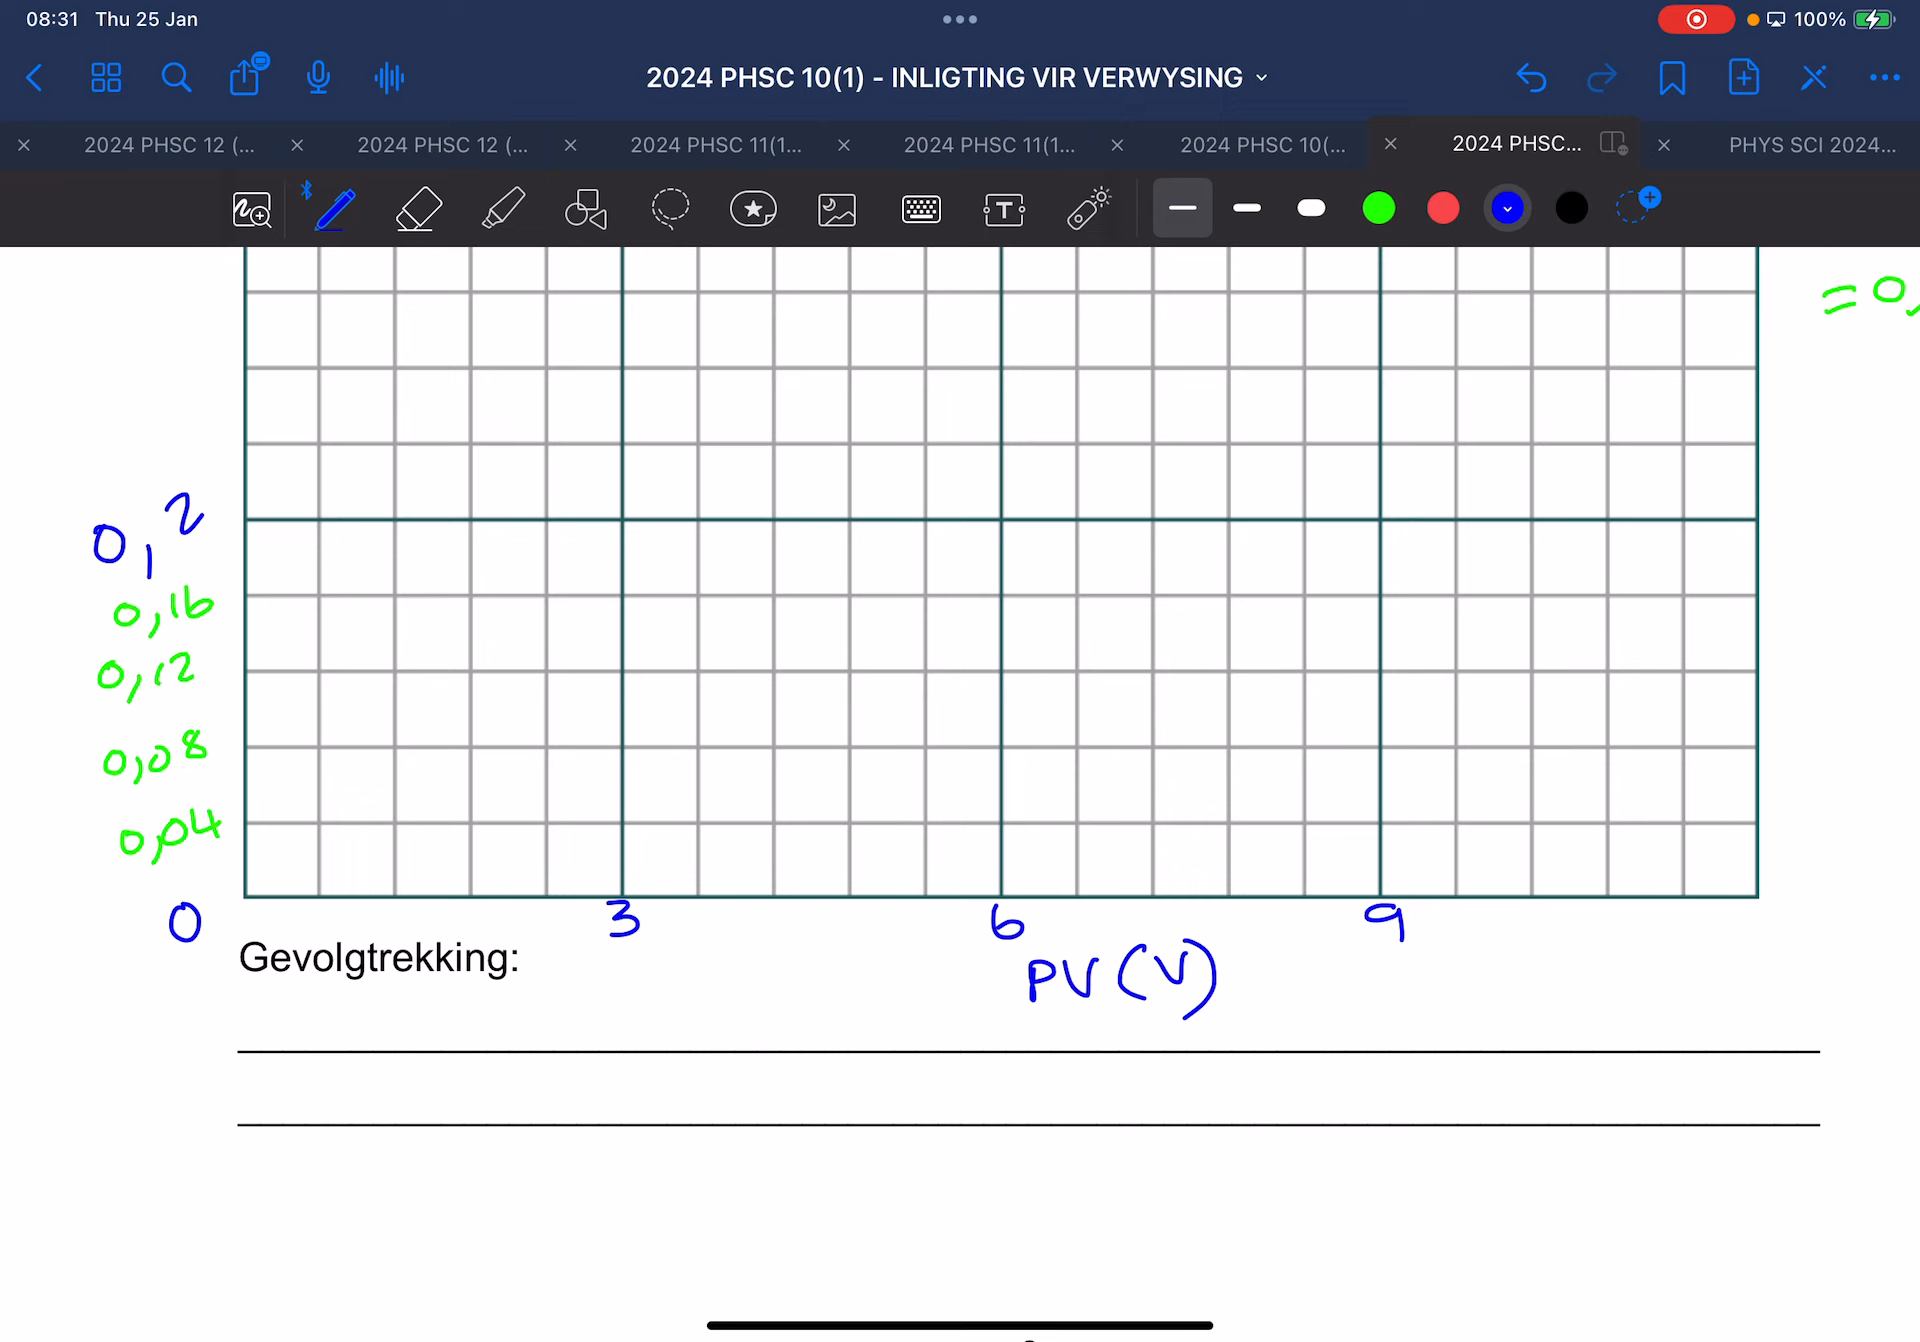 08:31 Thu 25 Jan
100%
2024 PHSC 10(1) - INLIGTING VIR VERWYSING
2024 PHSC 12 (... 2024 PHSC 12 (... 2024 PHSC 11(1... 2024 PHSC 11(1... 2024 PHSC 10(... 2024 PHSC... PHYS SCI 2024...
= 0,
0,2
0,16
0,12
0,08
0,04
0 3 6 9
Gevolgtrekking:
PV (V)